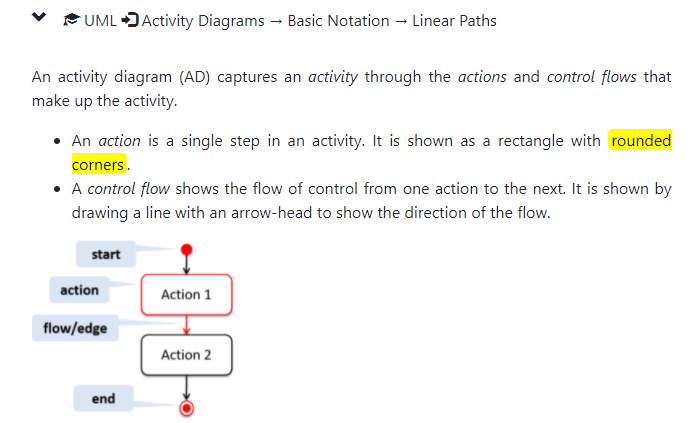 UML Activity Diagrams → Basic Notation → Linear Paths
An activity diagram (AD) captures an activity through the actions and control flows that
make up the activity.
• An action is a single step in an activity. It is shown as a rectangle with rounded
corners.
• A control flow shows the flow of control from one action to the next. It is shown by
drawing a line with an arrow-head to show the direction of the flow.
start
action
Action 1
flow/edge
Action 2
end